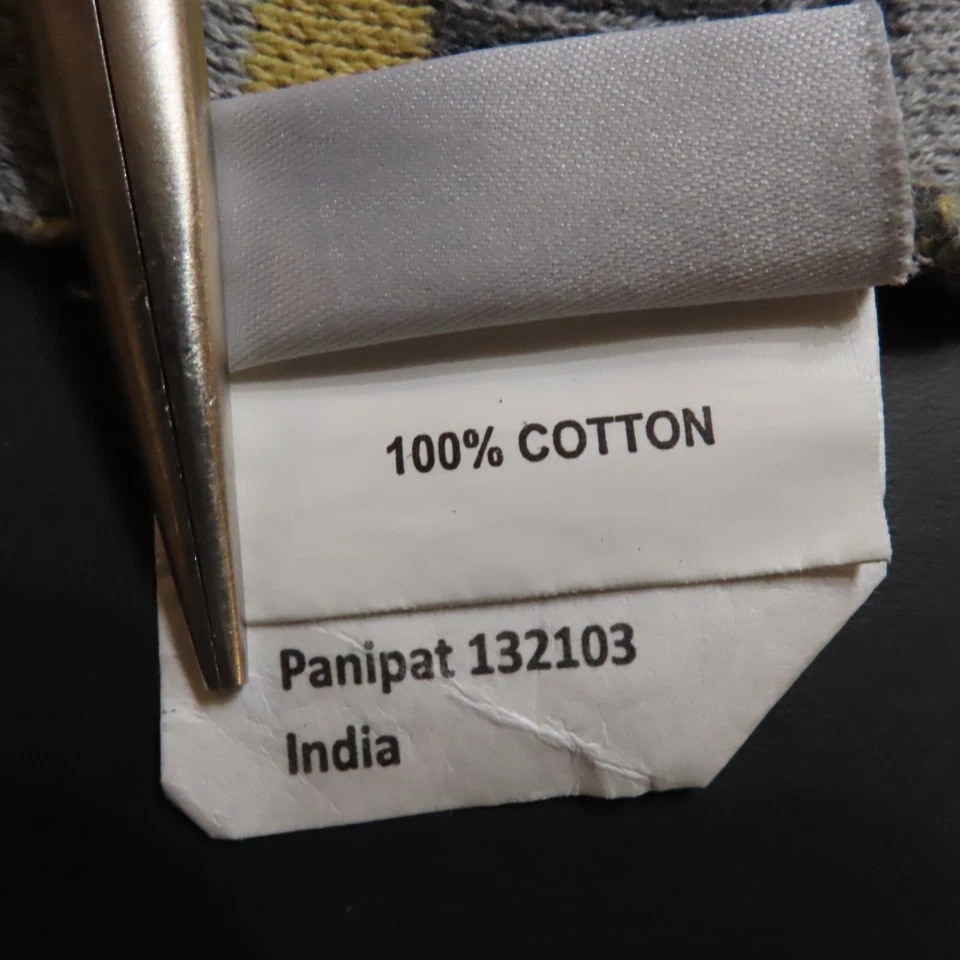 100% COTTON
Panipat 132103
India